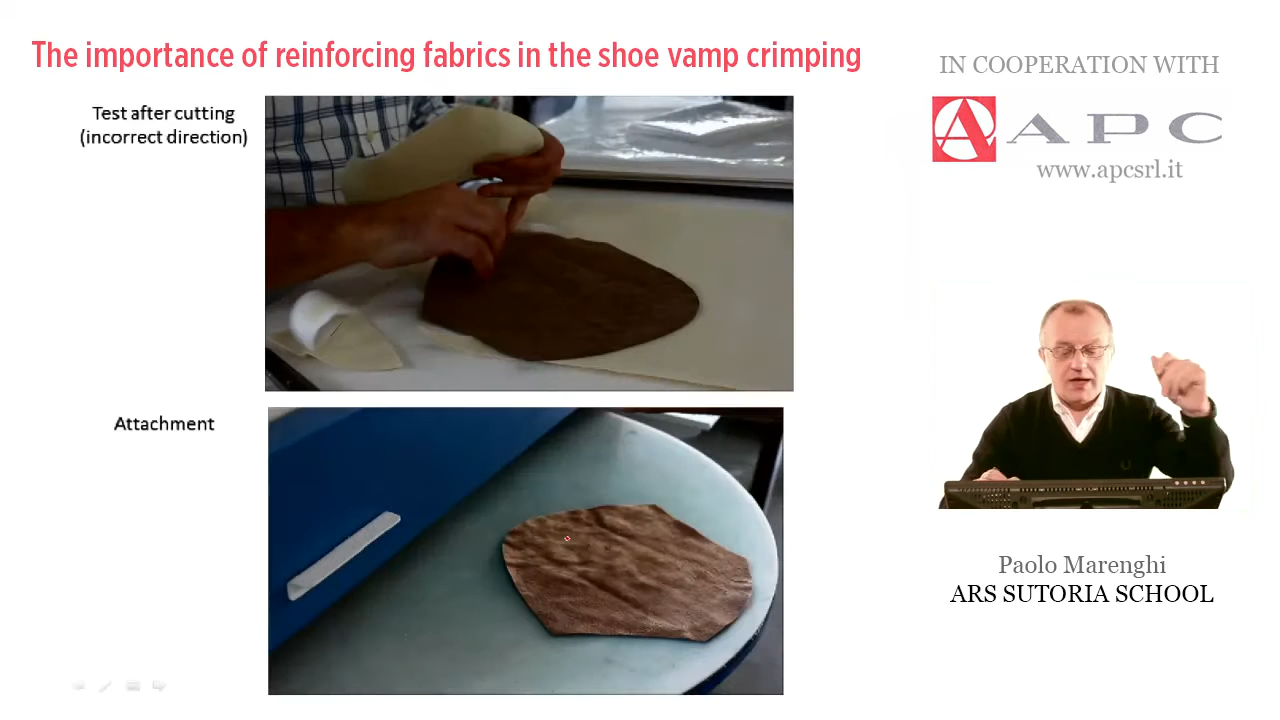 The importance of reinforcing fabrics in the shoe vamp crimping
Test after cutting
(incorrect direction)
Attachment
IN COOPERATION WITH
APC
www.apcsrl.it
Paolo Marenghi
ARS SUTORIA SCHOOL